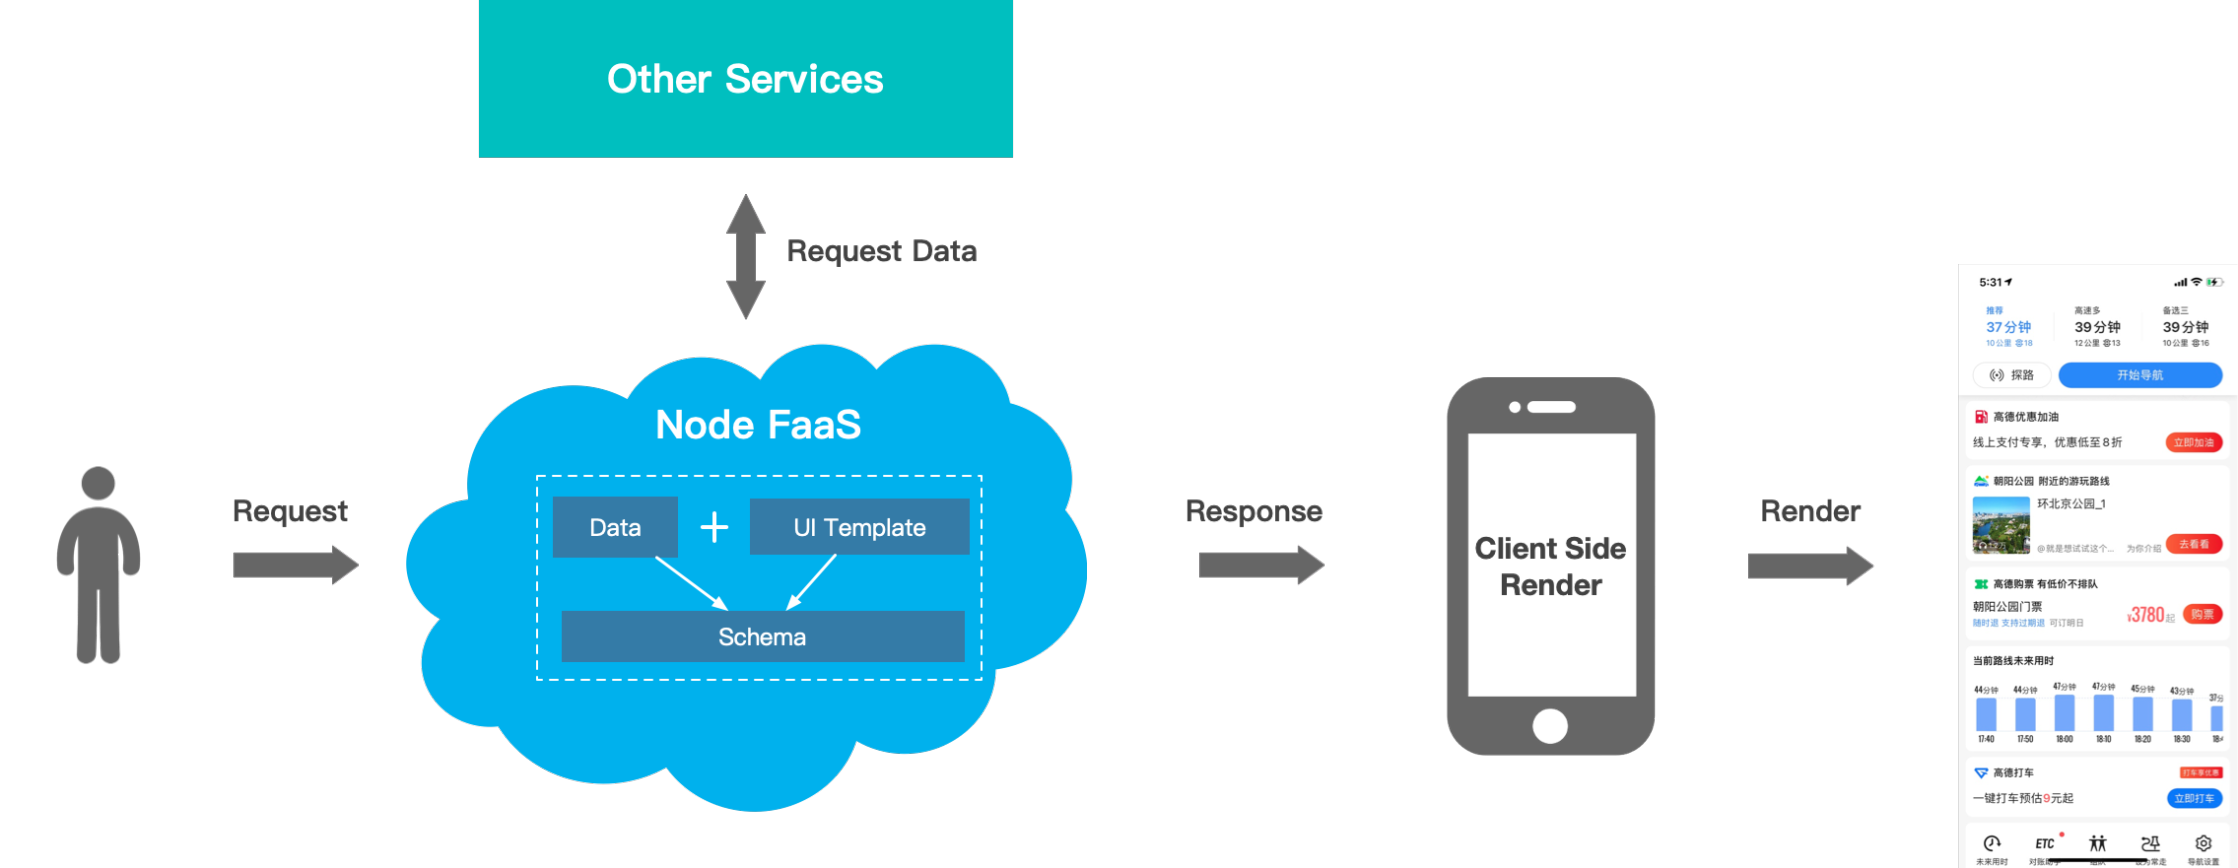 Other Services
Request Data
Node FaaS
Request
Data + UI Template
Schema
Response
Client Side
Render
Render
5:31
推荐 高速多 备选三
37分钟 39分钟 39分钟
10公里 18 12公里 13 10公里 16
探路 开始导航
高德优惠加油
线上支付专享，优惠低至8折 立即加油
朝阳公园 附近的游玩路线
环北京公园_1
@就是想试试这个... 为你介绍 去看看
高德购票 有低价不排队
朝阳公园门票 ¥3780起 购票
随时退 支持过期退 可订明日
当前路线未来用时
44分钟 44分钟 47分钟 47分钟 45分钟 43分钟 37分
17:40 17:50 18:00 18:10 18:20 18:30
高德打车 打车享优惠
一键打车预估9元起 立即打车
ETC
未来用时 对账助手 设为常走 导航设置